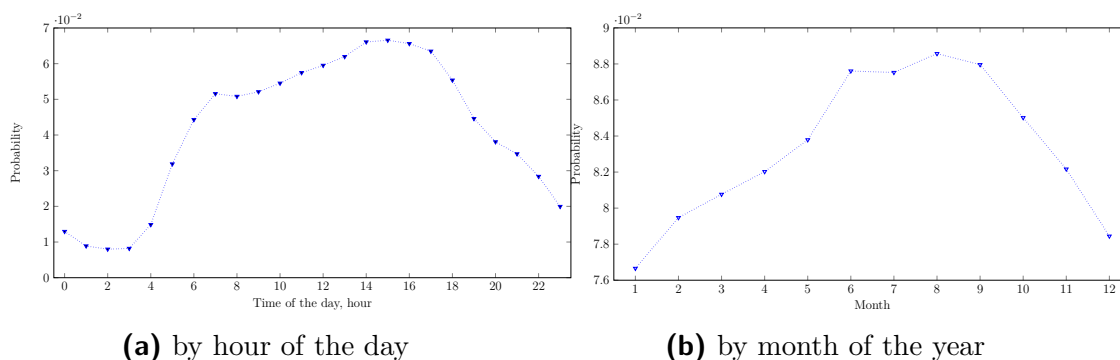 ·10⁻²
7
6
5
4
3
2
1
0
Probability
0 2 4 6 8 10 12 14 16 18 20 22
Time of the day, hour
(a) by hour of the day
·10⁻²
9
8.8
8.6
8.4
8.2
8
7.8
7.6
Probability
1 2 3 4 5 6 7 8 9 10 11 12
Month
(b) by month of the year